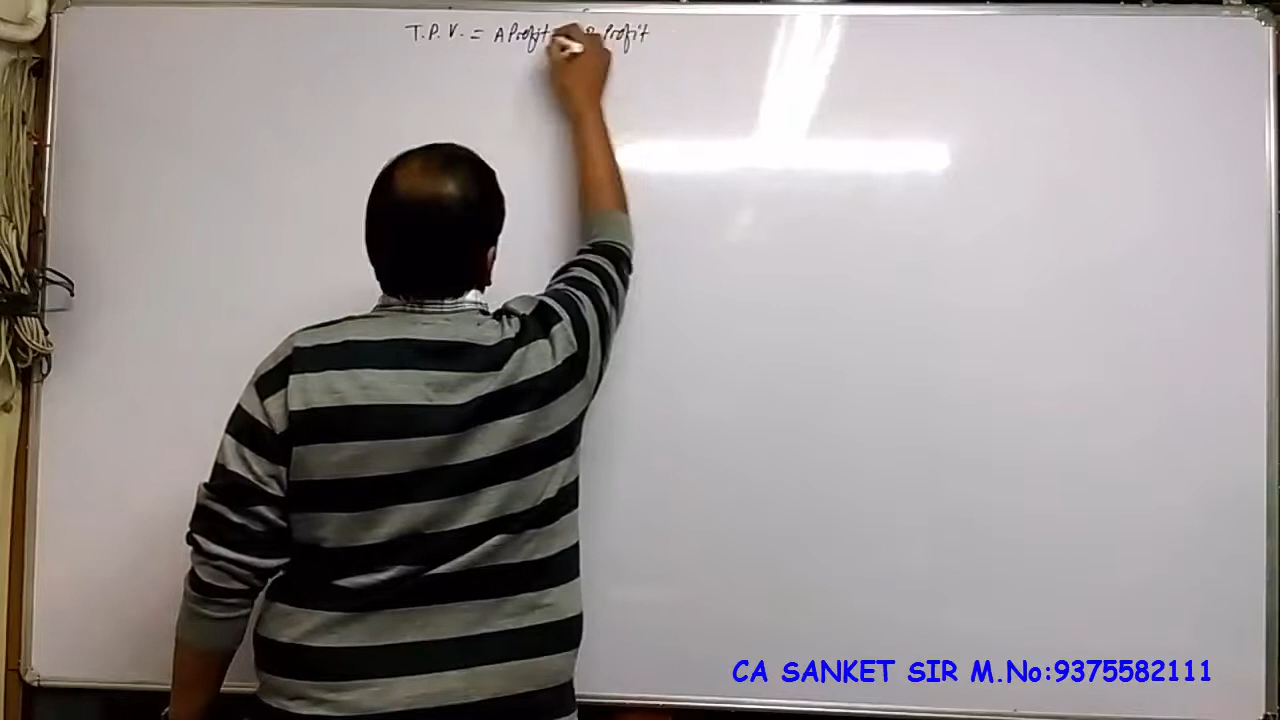 T.P.V. = A Profit Profit
CA SANKET SIR M.No:9375582111